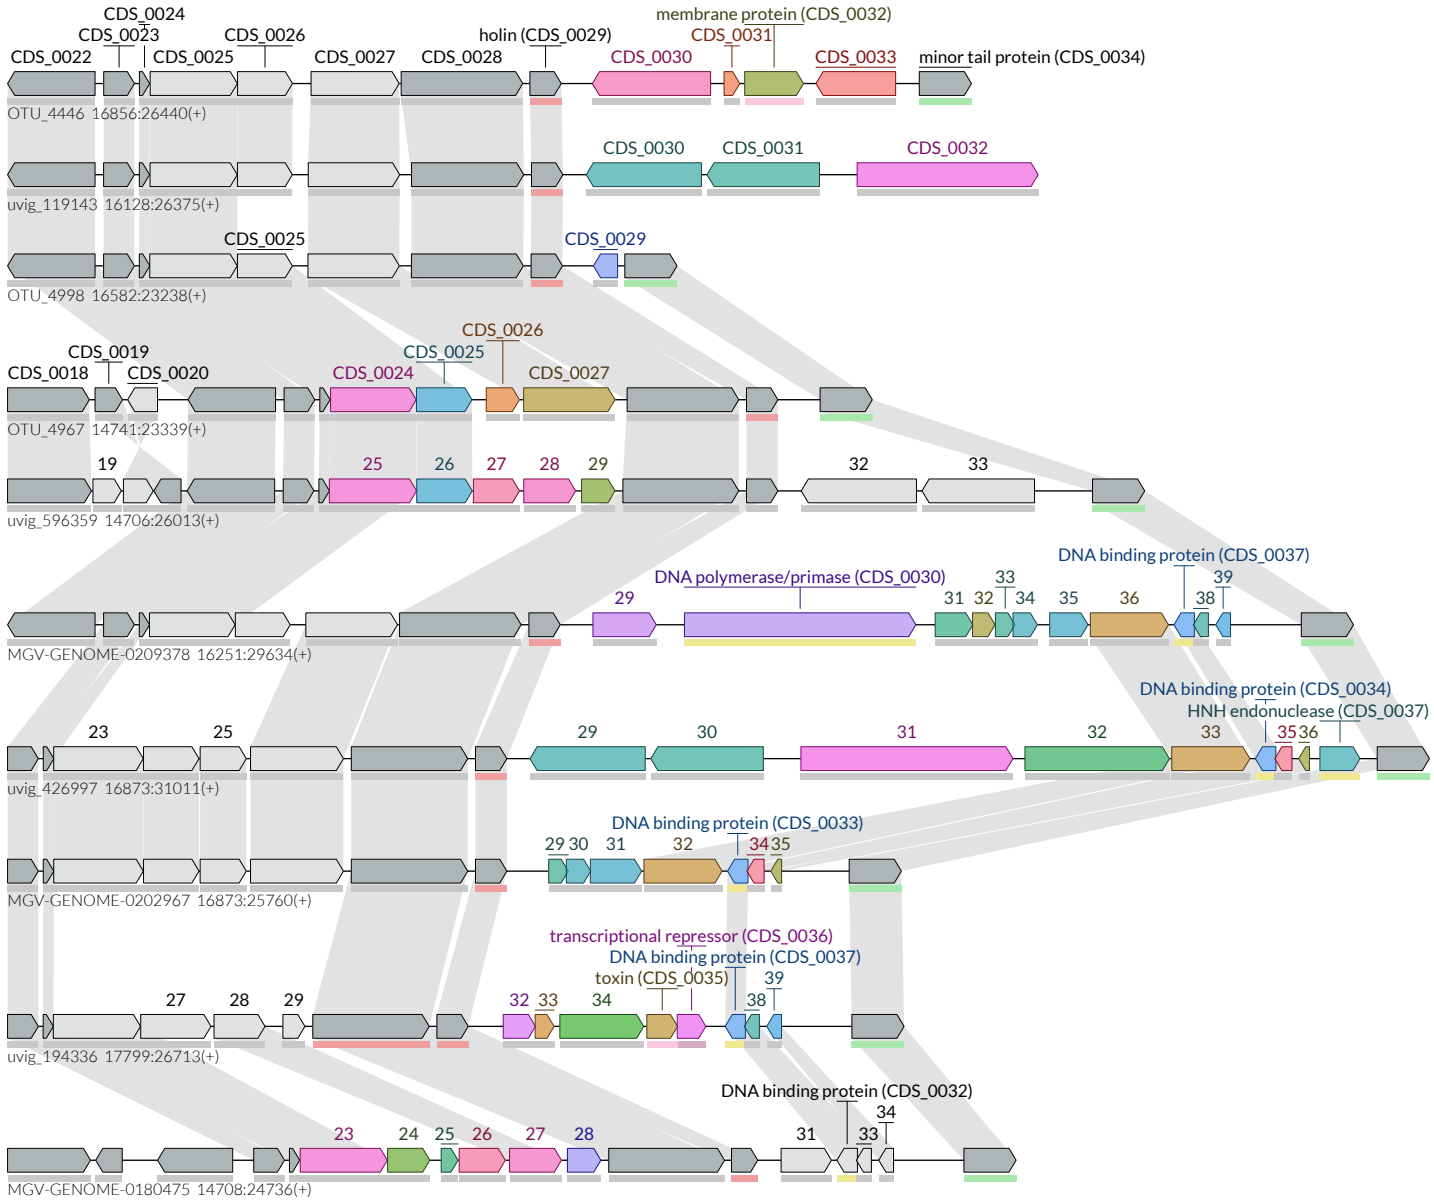 CDS_0024
holin (CDS_0029)
membrane protein (CDS_0032)
CDS_0023
CDS_0026
CDS_0031
CDS_0022
CDS_0025
CDS_0027
CDS_0028
CDS_0030
CDS_0033
minor tail protein (CDS_0034)
OTU_4446 16856:26440(+)
CDS_0030
CDS_0031
CDS_0032
uvig_119143 16128:26375(+)
CDS_0025
CDS_0029
OTU_4998 16582:23238(+)
CDS_0026
CDS_0019
CDS_0025
CDS_0018
CDS_0020
CDS_0024
CDS_0027
OTU_4967 14741:23339(+)
19
25
26
27
28
29
32
33
uvig_596359 14706:26013(+)
DNA binding protein (CDS_0037)
DNA polymerase/primase (CDS_0030)
33
39
29
31
32
34
35
36
38
MGV-GENOME-0209378 16251:29634(+)
DNA binding protein (CDS_0034)
HNH endonuclease (CDS_0037)
23
25
29
30
31
32
33
35
36
uvig_426997 16873:31011(+)
DNA binding protein (CDS_0033)
29
30
31
32
34
35
MGV-GENOME-0202967 16873:25760(+)
transcriptional repressor (CDS_0036)
DNA binding protein (CDS_0037)
toxin (CDS_0035)
39
27
28
29
32
33
34
38
uvig_194336 17799:26713(+)
DNA binding protein (CDS_0032)
34
23
24
25
26
27
28
31
33
MGV-GENOME-0180475 14708:24736(+)